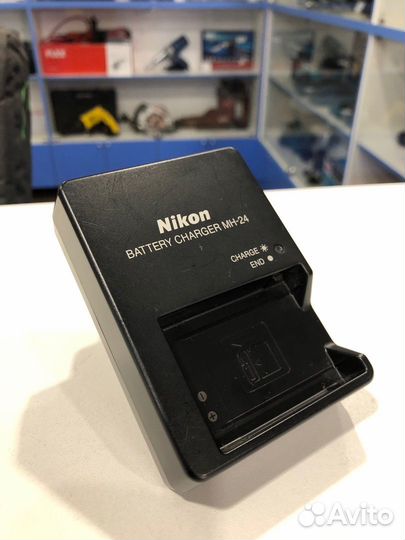 Nikon
BATTERY CHARGER MH-24
CHARGE
END
Avito